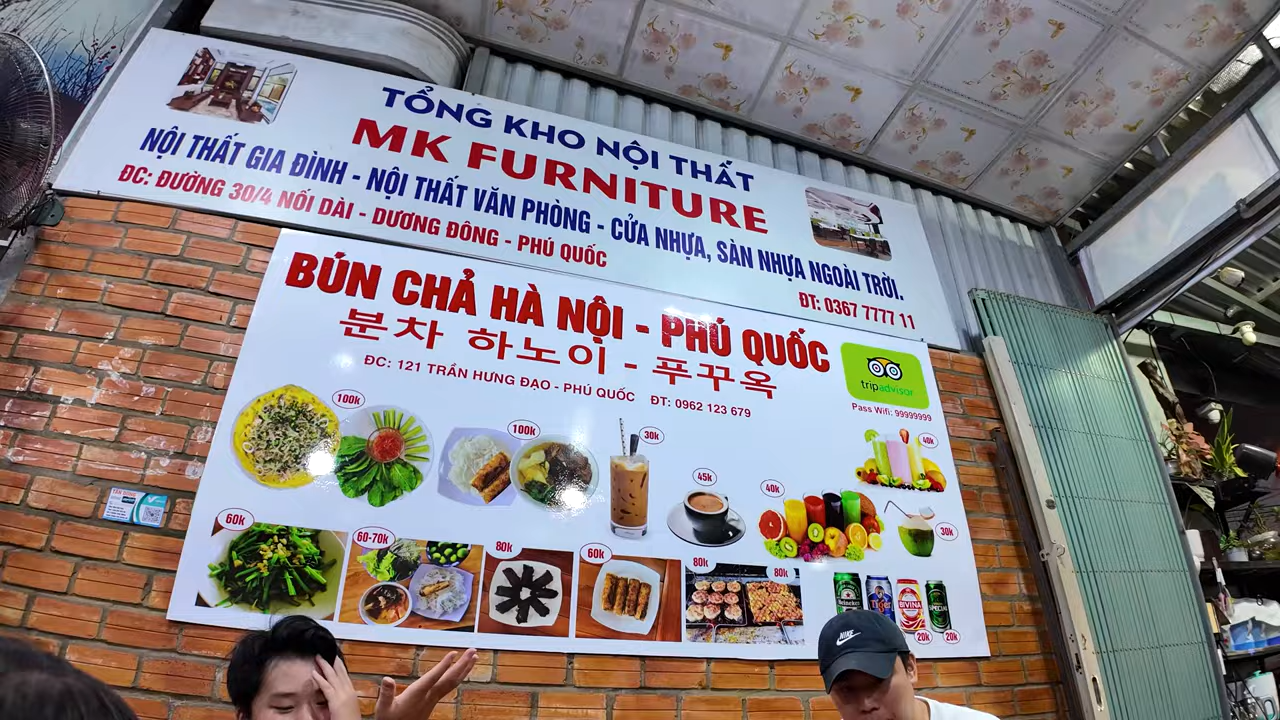 TỔNG KHO NỘI THẤT
MK FURNITURE
NỘI THẤT GIA ĐÌNH - NỘI THẤT VĂN PHÒNG - CỬA NHỰA, SÀN NHỰA NGOÀI TRỜI.
ĐC: ĐƯỜNG 30/4 NỐI DÀI - DƯƠNG ĐÔNG - PHÚ QUỐC
ĐT: 0367 7777 11
BÚN CHẢ HÀ NỘI - PHÚ QUỐC
분차 하노이 - 푸꾸옥
ĐC: 121 TRẦN HƯNG ĐẠO - PHÚ QUỐC ĐT: 0962 123 679
tripadvisor
Pass Wifi: 99999999
100k
100k
30k
45k
40k
40k
30k
60k
60-70k
80k
60k
80k
80k
Heineken
Tiger
BIVINA
SPECIAL
20k
20k